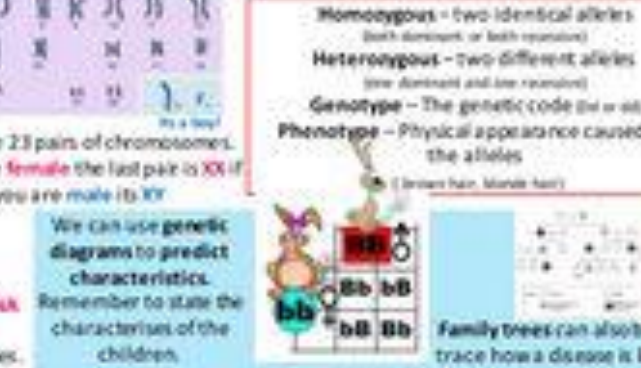 Homozygous – two identical alleles
(both dominant or both recessive)
Heterozygous – two different alleles
(one dominant and one recessive)
Genotype – The genetic code
Phenotype – Physical appearance caused
the alleles
(brown hair, blonde hair)
Its a boy!
23 pairs of chromosomes.
female the last pair is XX if
you are male its XY
We can use genetic
diagrams to predict
characteristics.
Remember to state the
characterises of the
children.
BB
bb
Bb bB
bB Bb
Family trees can also
trace how a disease is